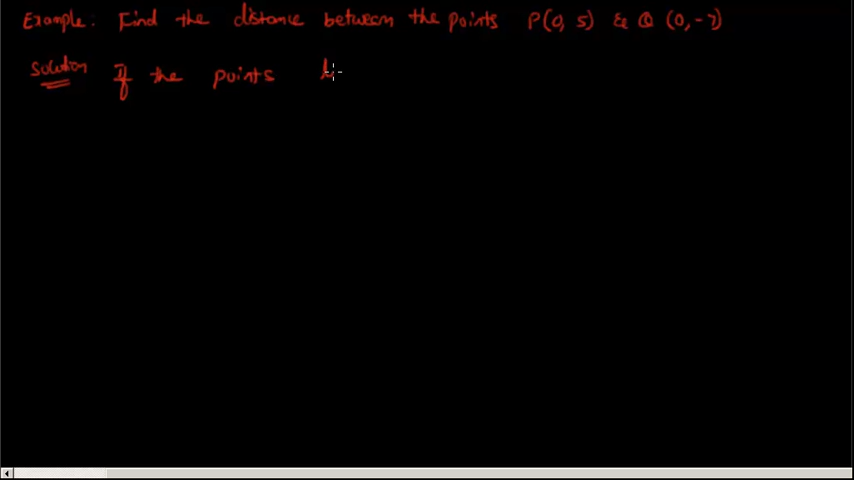 Example: Find the distance between the points P(0, 5) & Q (0, -7)
Solution If the points